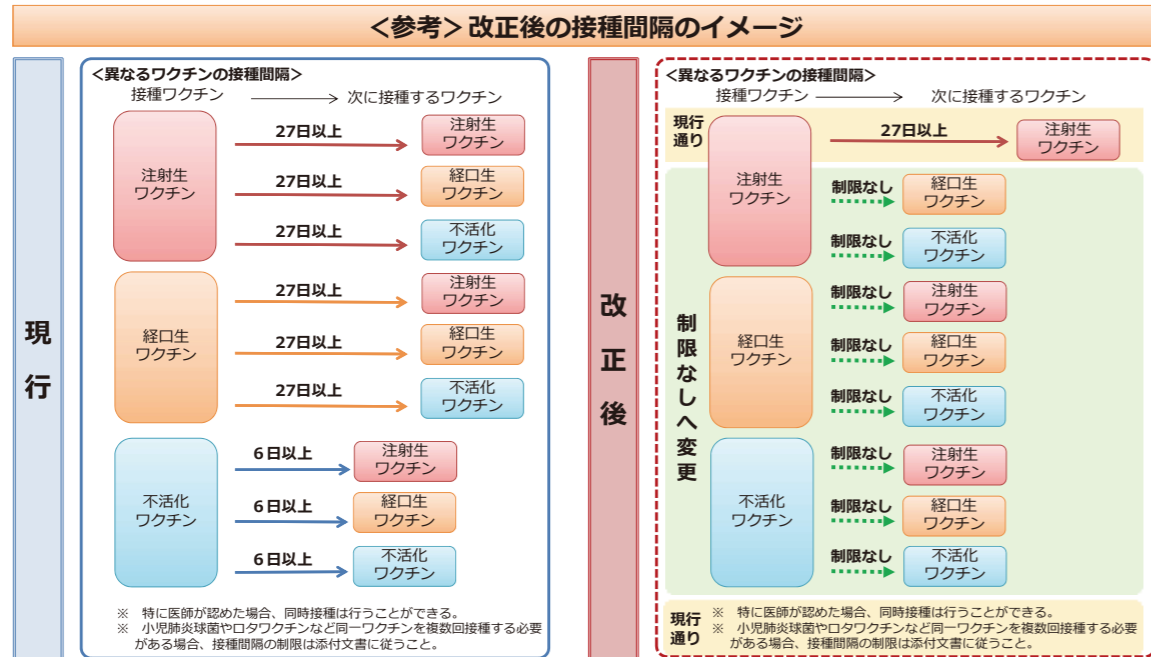 ＜参考＞改正後の接種間隔のイメージ
現行
＜異なるワクチンの接種間隔＞
接種ワクチン → 次に接種するワクチン
注射生
ワクチン
27日以上
注射生
ワクチン
27日以上
経口生
ワクチン
27日以上
不活化
ワクチン
経口生
ワクチン
27日以上
注射生
ワクチン
27日以上
経口生
ワクチン
27日以上
不活化
ワクチン
不活化
ワクチン
6日以上
注射生
ワクチン
6日以上
経口生
ワクチン
6日以上
不活化
ワクチン
※ 特に医師が認めた場合、同時接種は行うことができる。
※ 小児肺炎球菌やロタワクチンなど同一ワクチンを複数回接種する必要
がある場合、接種間隔の制限は添付文書に従うこと。
改正後
＜異なるワクチンの接種間隔＞
接種ワクチン → 次に接種するワクチン
現行
通り
注射生
ワクチン
27日以上
注射生
ワクチン
制限なしへ変更
制限なし
経口生
ワクチン
制限なし
不活化
ワクチン
経口生
ワクチン
制限なし
注射生
ワクチン
制限なし
経口生
ワクチン
制限なし
不活化
ワクチン
不活化
ワクチン
制限なし
注射生
ワクチン
制限なし
経口生
ワクチン
制限なし
不活化
ワクチン
現行
通り
※ 特に医師が認めた場合、同時接種は行うことができる。
※ 小児肺炎球菌やロタワクチンなど同一ワクチンを複数回接種する必要
がある場合、接種間隔の制限は添付文書に従うこと。